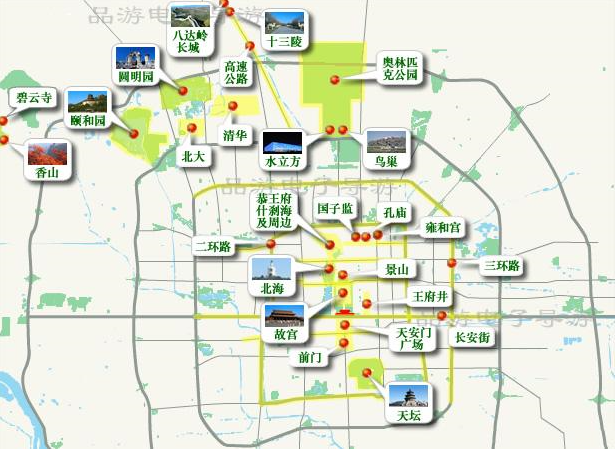 品游电子导游
八达岭
长城
十三陵
高速
公路
奥林匹
克公园
圆明园
碧云寺
颐和园
清华
北大
水立方
鸟巢
香山
品游电子导游
恭王府
什刹海
及周边
国子监
孔庙
雍和宫
二环路
三环路
北海
景山
王府井
故宫
品游电子导游
天安门
广场
长安街
前门
天坛